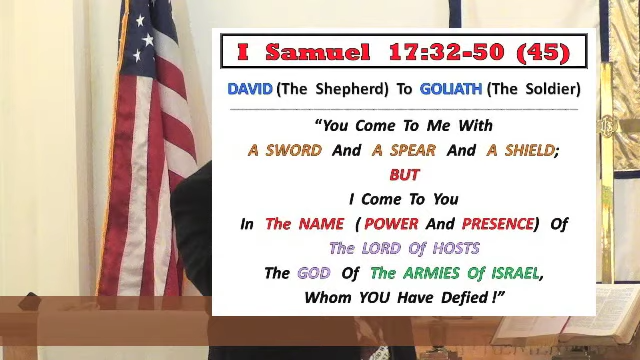 I Samuel 17:32-50 (45)
DAVID (The Shepherd) To GOLIATH (The Soldier)
“You Come To Me With
A SWORD And A SPEAR And A SHIELD;
BUT
I Come To You
In The NAME ( POWER And PRESENCE) Of
The LORD Of HOSTS
The GOD Of The ARMIES Of ISRAEL,
Whom YOU Have Defied !”